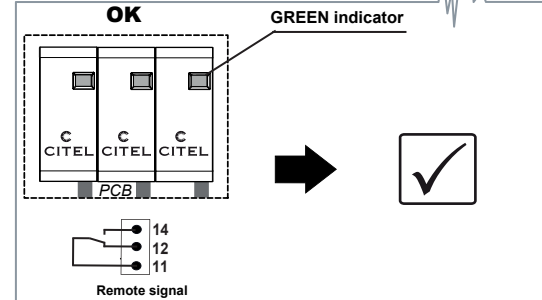 OK
GREEN indicator
CITEL CITEL CITEL
PCB
14
12
11
Remote signal